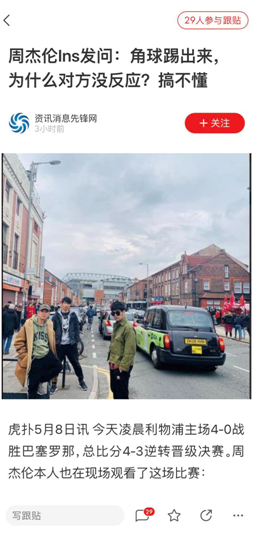 29人参与跟贴
周杰伦Ins发问：角球踢出来，
为什么对方没反应？搞不懂
资讯消息先锋网
3小时前
＋关注
虎扑5月8日讯 今天凌晨利物浦主场4-0战
胜巴塞罗那，总比分4-3逆转晋级决赛。周
杰伦本人也在现场观看了这场比赛：
写跟贴
29